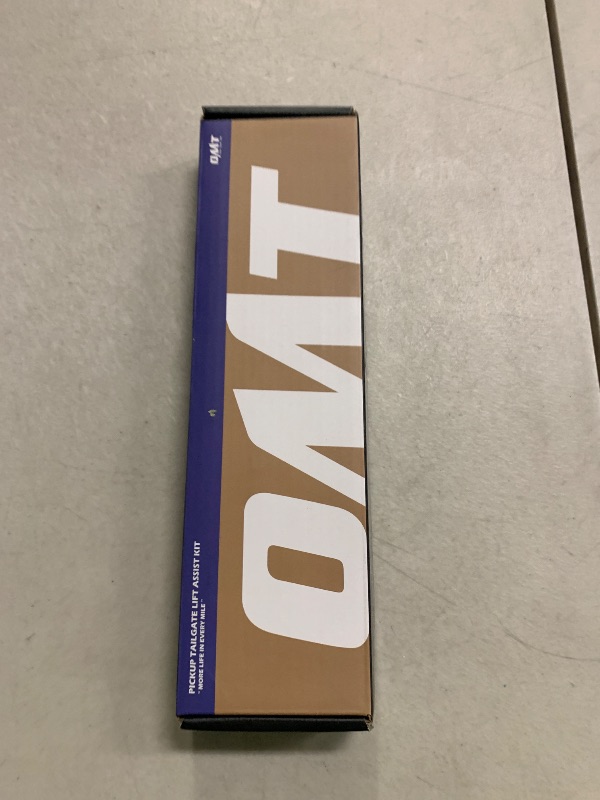 OMT
PICKUP TAILGATE LIFT ASSIST KIT
- MORE LIFE IN EVERY MILE -
OMT